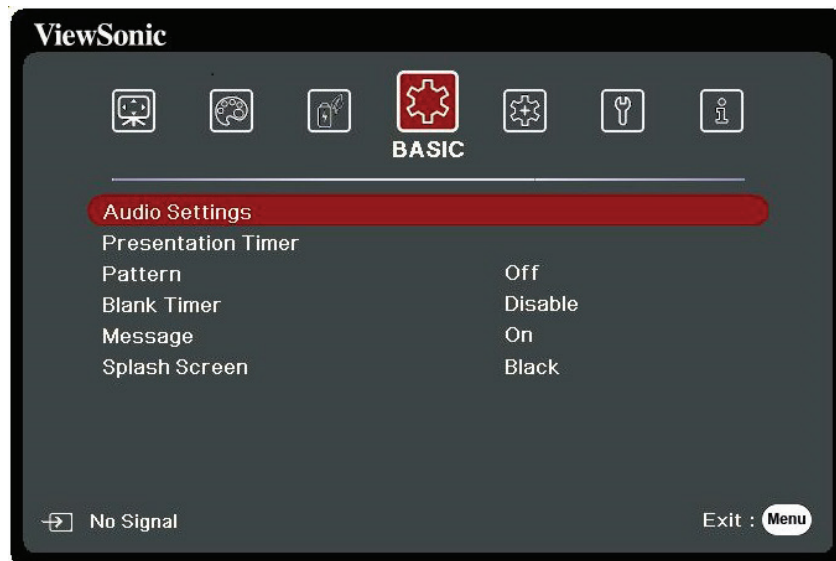 ViewSonic
BASIC
Audio Settings
Presentation Timer
Pattern Off
Blank Timer Disable
Message On
Splash Screen Black
No Signal Exit : Menu